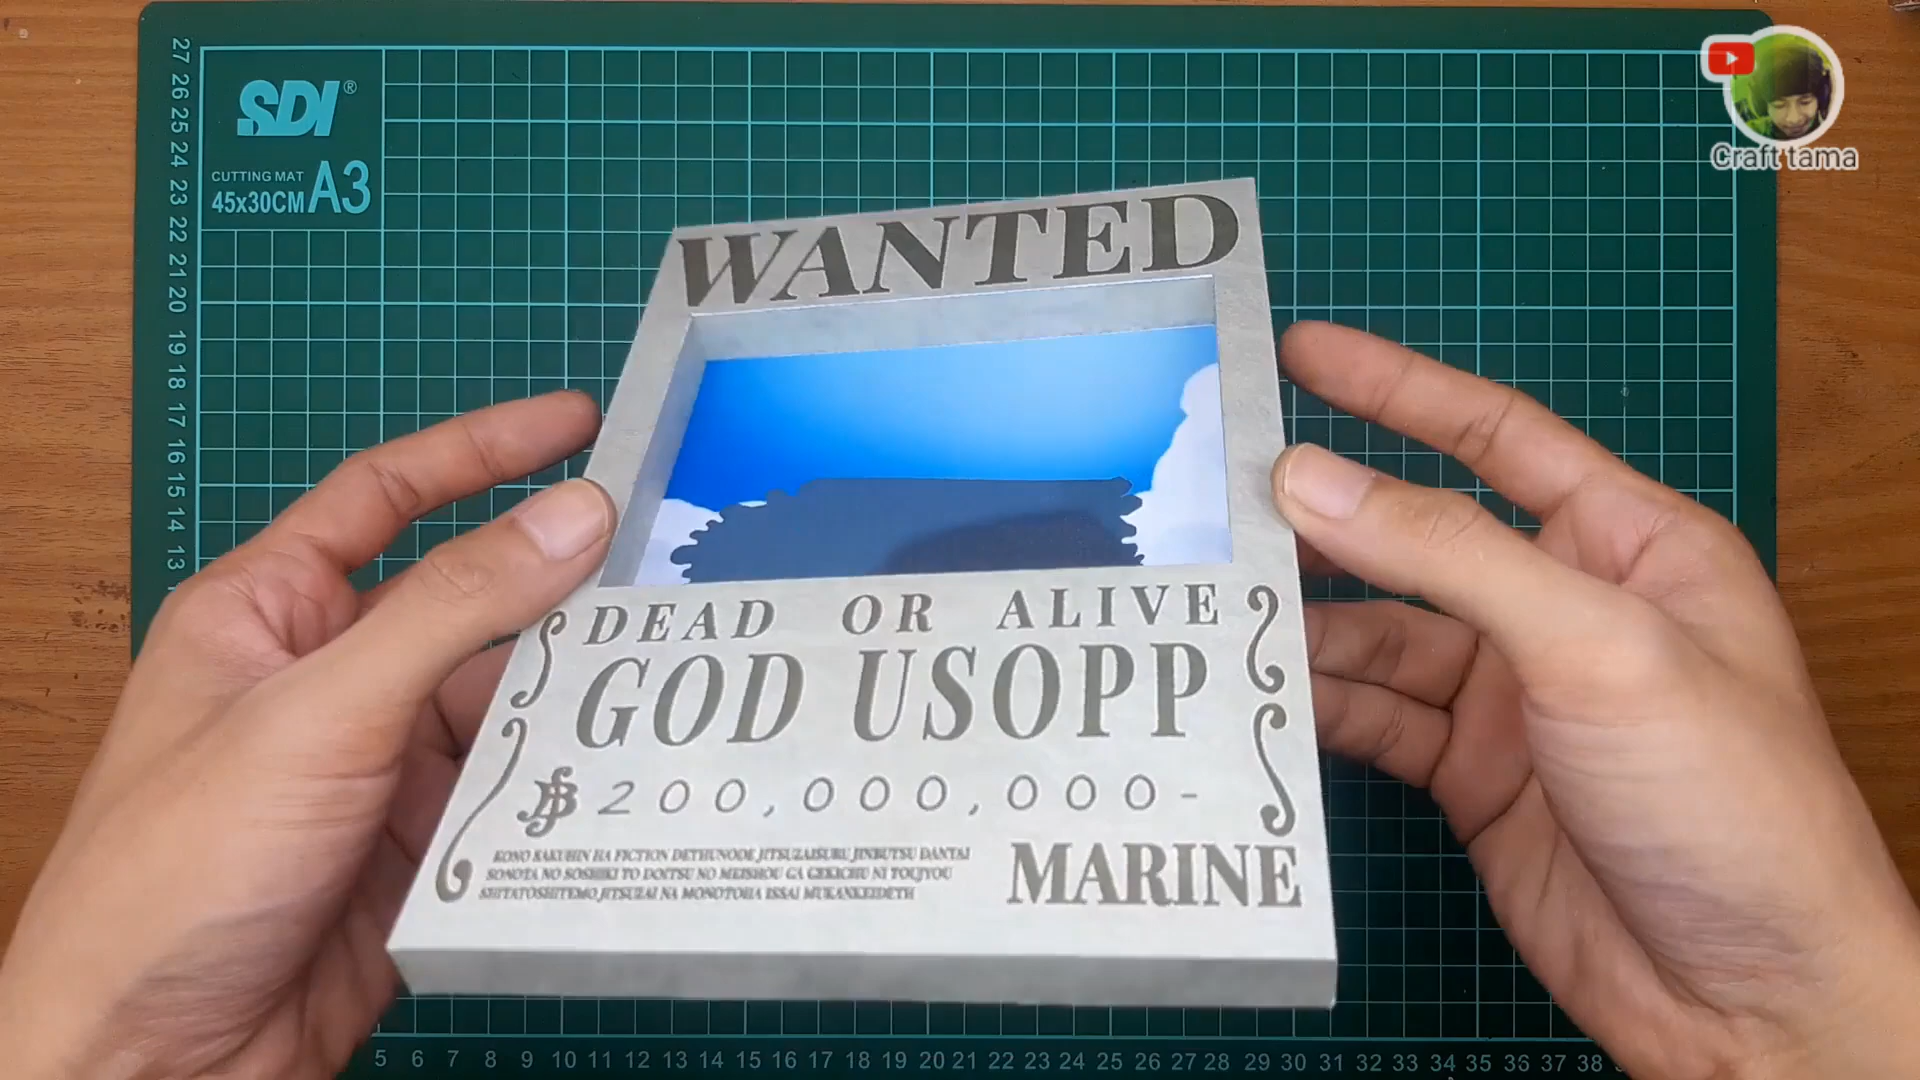 27
26
25
24
23
22
21
20
19
18
17
16
15
14
13
SDI®
CUTTING MAT
45x30CM A3
Craft tama
WANTED
DEAD OR ALIVE
GOD USOPP
฿200,000,000-
KONO SAKUHIN HA FICTION DETHUNODE JITSUZAISURU JINBUTSU DANTAI
SONOTA NO SOSHIKI TO DOITSU NO MEISHOU GA GEKICHU NI TOUJYOU
SHITATOSHITEMO JITSUZAI NA MONOTOHA ISSAI MUKANKEIDETH
MARINE
5 6 7 8 9 10 11 12 13 14 15 16 17 18 19 20 21 22 23 24 25 26 27 28 29 30 31 32 33 34 35 36 37 38